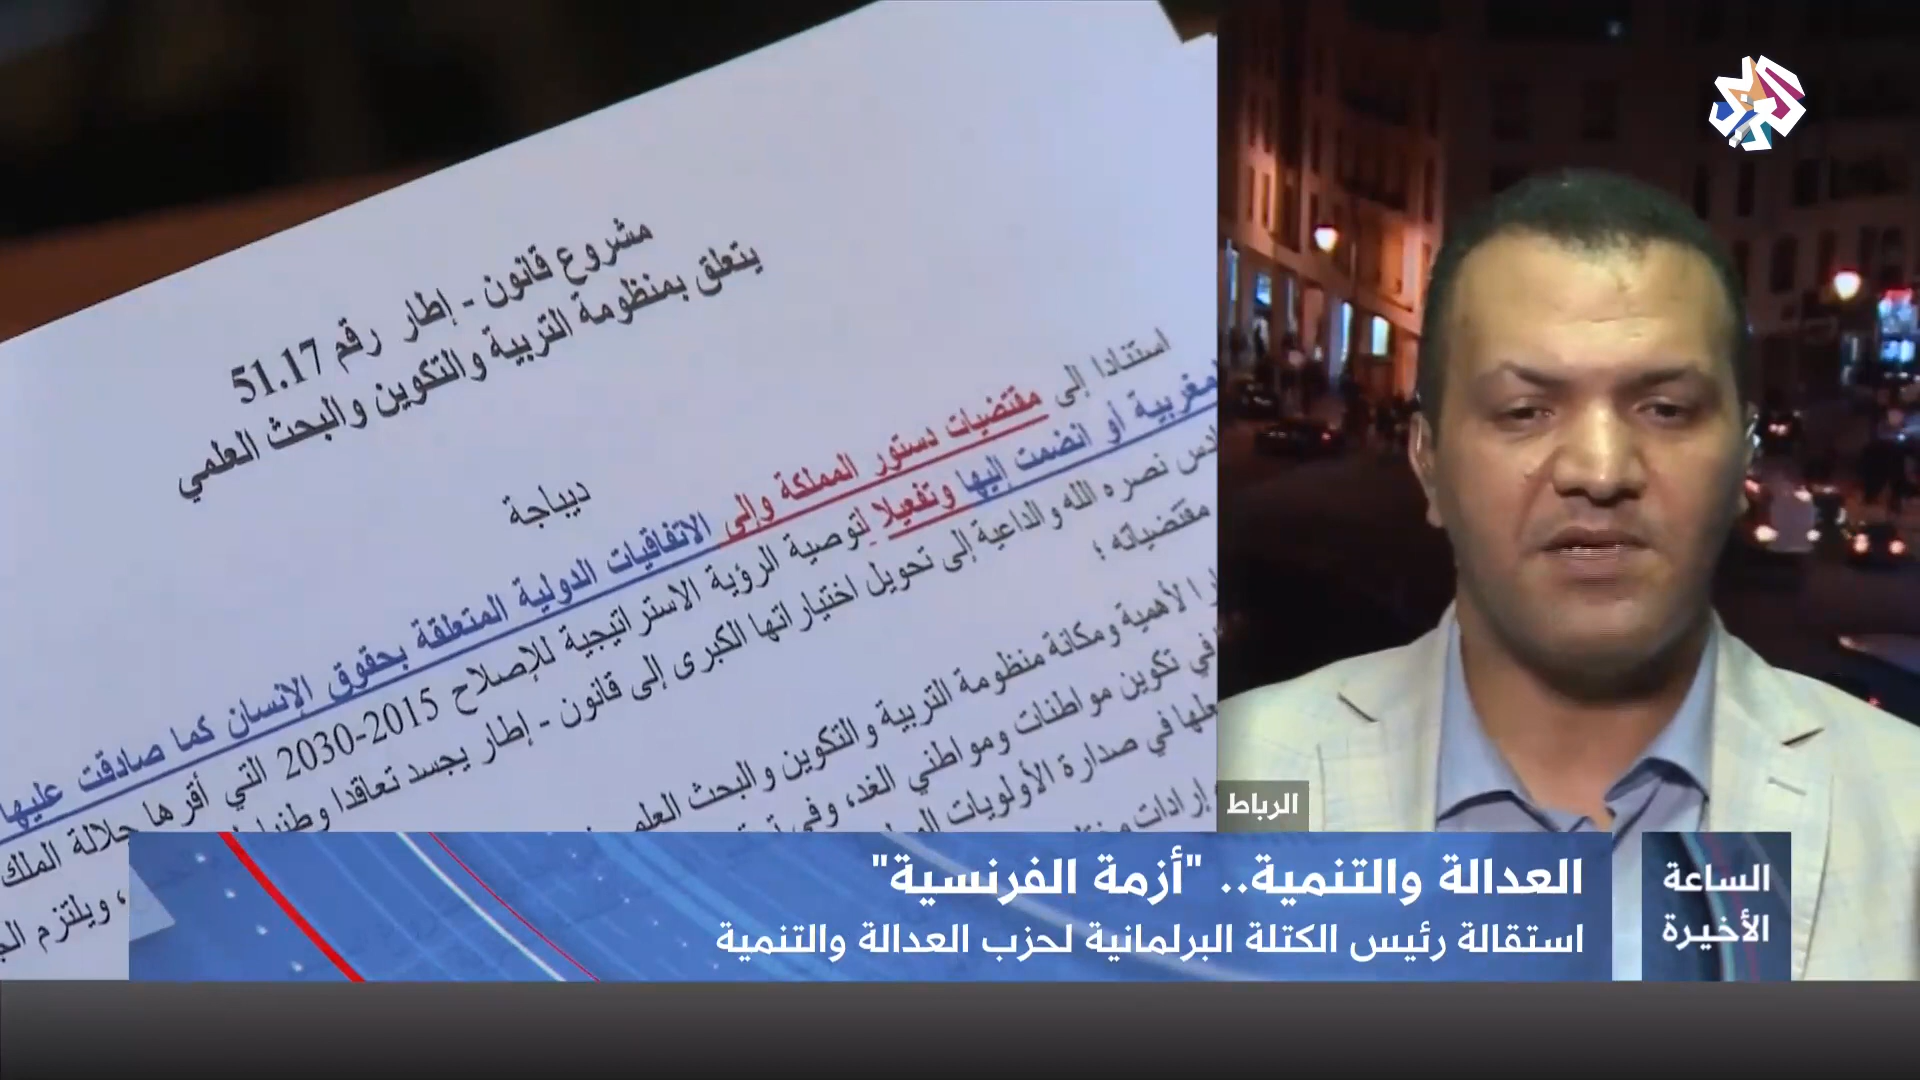 مشروع قانون - إطار رقم 51.17
يتعلق بمنظومة التربية والتكوين والبحث العلمي
ديباجة
استنادا إلى مقتضيات دستور المملكة وإلى الاتفاقيات الدولية المتعلقة بحقوق الإنسان كما صادقت عليها
المغربية أو انضمت إليها وتفعيلا لتوصية الرؤية الاستراتيجية للإصلاح 2015-2030 التي أقرها جلالة الملك
نصره الله والداعية إلى تحويل اختياراتها الكبرى إلى قانون - إطار يجسد تعاقدا وطنيا
، ويلتزم
مقتضياته ؛
لأهمية ومكانة منظومة التربية والتكوين والبحث
في تكوين مواطنات ومواطني الغد، وفي
في صدارة الأولويات
إرادات
الرباط
الساعة
الأخيرة
العدالة والتنمية.. "أزمة الفرنسية"
استقالة رئيس الكتلة البرلمانية لحزب العدالة والتنمية